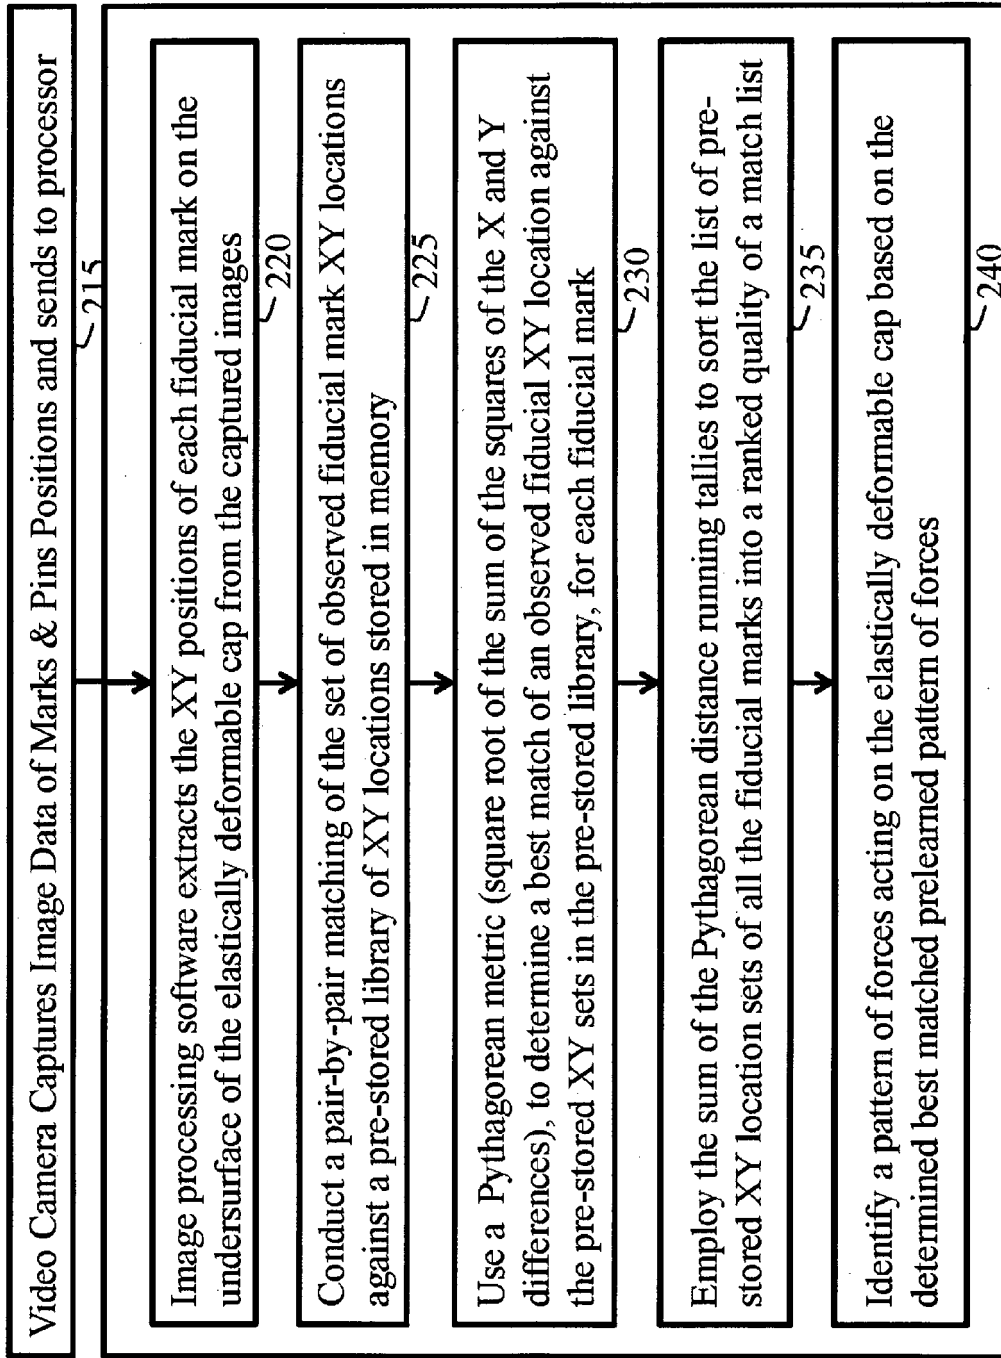 Video Camera Captures Image Data of Marks & Pins Positions and sends to processor
215
Image processing software extracts the XY positions of each fiducial mark on the
undersurface of the elastically deformable cap from the captured images
220
Conduct a pair-by-pair matching of the set of observed fiducial mark XY locations
against a pre-stored library of XY locations stored in memory
225
Use a Pythagorean metric (square root of the sum of the squares of the X and Y
differences), to determine a best match of an observed fiducial XY location against
the pre-stored XY sets in the pre-stored library, for each fiducial mark
230
Employ the sum of the Pythagorean distance running tallies to sort the list of pre-
stored XY location sets of all the fiducial marks into a ranked quality of a match list
235
Identify a pattern of forces acting on the elastically deformable cap based on the
determined best matched prelearned pattern of forces
240